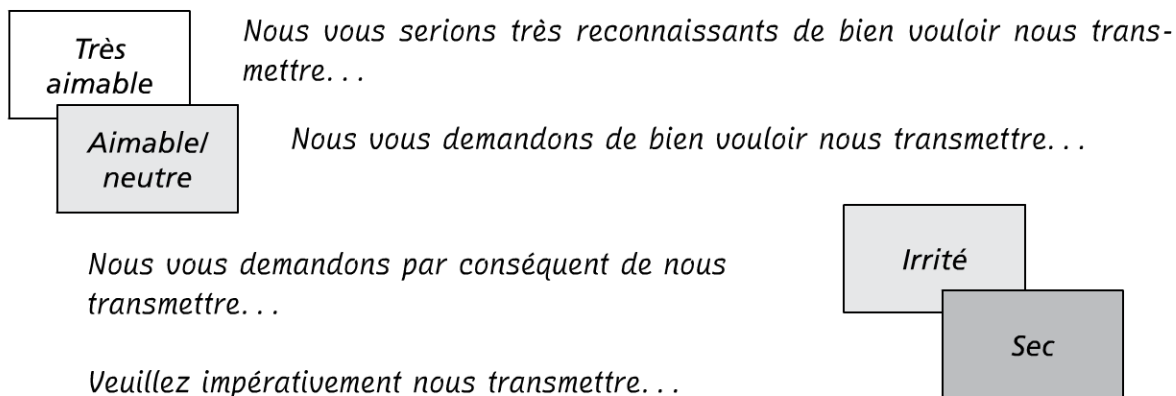 Très
aimable
Nous vous serions très reconnaissants de bien vouloir nous trans-
mettre...
Aimable/
neutre
Nous vous demandons de bien vouloir nous transmettre...
Nous vous demandons par conséquent de nous
transmettre...
Irrité
Veuillez impérativement nous transmettre...
Sec